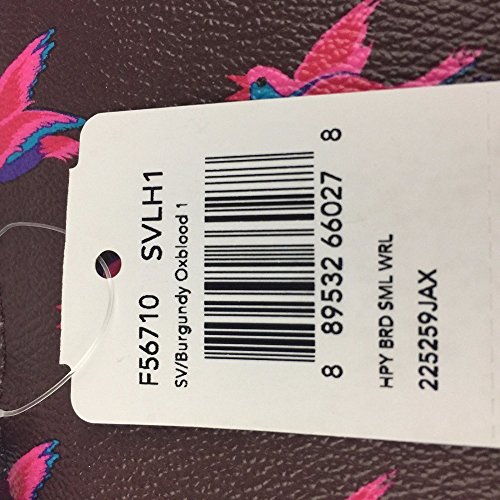 F56710 SVLH1
SV/Burgundy Oxblood 1
8 89532 66027 8
HPY BRD SML WRL
225259JAX